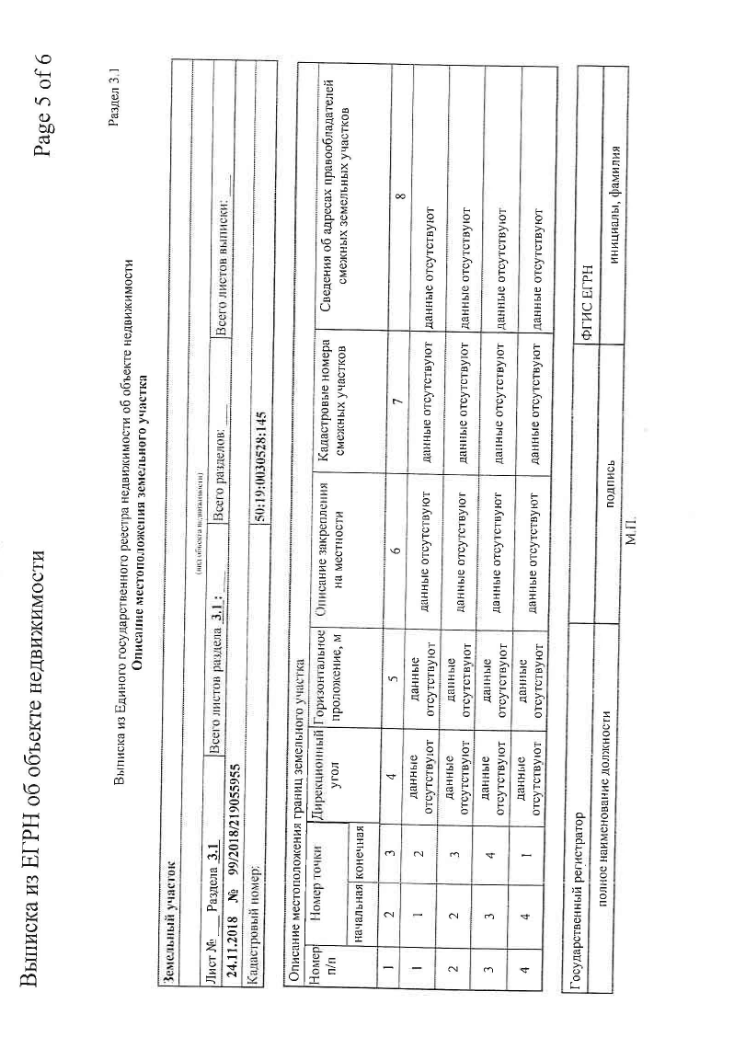 Выписка из ЕГРН об объекте недвижимости
Page 5 of 6
Раздел 3.1
Выписка из Единого государственного реестра недвижимости об объекте недвижимости
Описание местоположения земельного участка
Земельный участок
(вид объекта недвижимости)
Лист № ___ Раздела 3.1
Всего листов раздела 3.1 : ___
Всего разделов: ___
Всего листов выписки: ___
24.11.2018 № 99/2018/219055955
Кадастровый номер:
50:19:0030528:145
Описание местоположения границ земельного участка
Номер п/п
Номер точки
начальная
конечная
Дирекционный угол
Горизонтальное проложение, м
Описание закрепления на местности
Кадастровые номера смежных участков
Сведения об адресах правообладателей смежных земельных участков
1 2 3 4 5 6 7 8
1 1 2 данные отсутствуют данные отсутствуют данные отсутствуют данные отсутствуют данные отсутствуют
2 2 3 данные отсутствуют данные отсутствуют данные отсутствуют данные отсутствуют данные отсутствуют
3 3 4 данные отсутствуют данные отсутствуют данные отсутствуют данные отсутствуют данные отсутствуют
4 4 1 данные отсутствуют данные отсутствуют данные отсутствуют данные отсутствуют данные отсутствуют
Государственный регистратор
ФГИС ЕГРН
полное наименование должности
подпись
инициалы, фамилия
М.П.